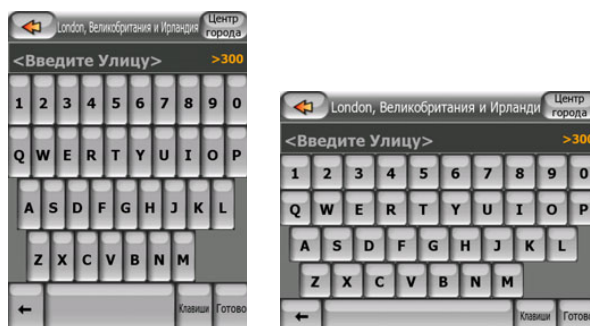 London, Великобритания и Ирландия
Центр города
<Введите Улицу> >300
1 2 3 4 5 6 7 8 9 0
Q W E R T Y U I O P
A S D F G H J K L
Z X C V B N M
Клавиши Готово
London, Великобритания и Ирланди
Центр города
<Введите Улицу> >300
1 2 3 4 5 6 7 8 9 0
Q W E R T Y U I O P
A S D F G H J K L
Z X C V B N M
Клавиши Готово